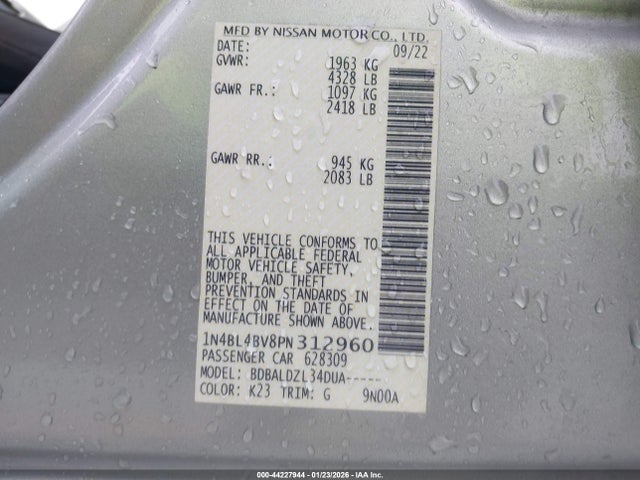 MFD BY NISSAN MOTOR CO., LTD.
DATE: 09/22
GVWR: 1963 KG
4328 LB
GAWR FR.: 1097 KG
2418 LB
GAWR RR.: 945 KG
2083 LB
THIS VEHICLE CONFORMS TO
ALL APPLICABLE FEDERAL
MOTOR VEHICLE SAFETY,
BUMPER, AND THEFT
PREVENTION STANDARDS IN
EFFECT ON THE DATE OF
MANUFACTURE SHOWN ABOVE.
1N4BL4BV8PN312960
PASSENGER CAR 628309
MODEL: BDBALDZL34DUA-----
COLOR: K23 TRIM: G 9N00A
000-44227944 - 01/23/2026 - IAA Inc.